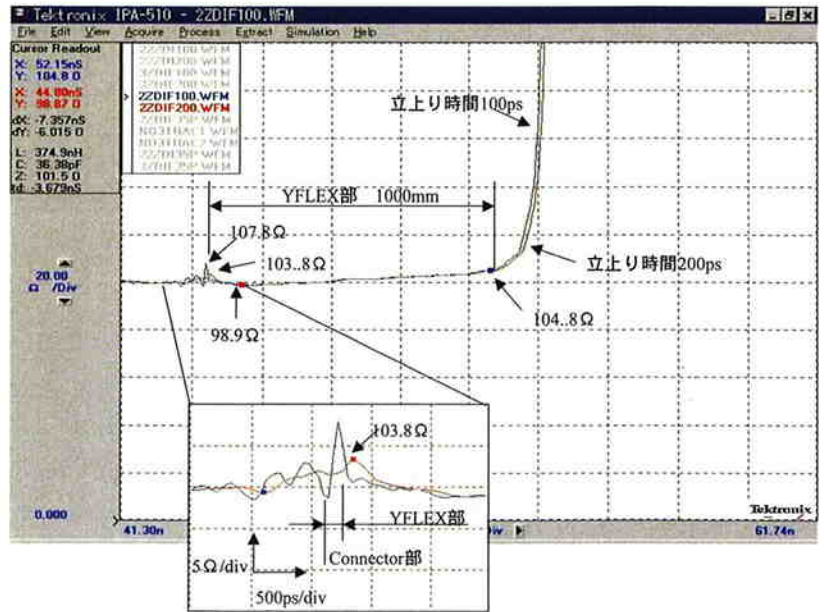 Tektronix IPA-510 - 2ZDIF100.WFM
File Edit View Acquire Process Extract Simulation Help
Cursor Readout
X: 52.15nS
Y: 104.8 Ω
X: 44.80nS
Y: 98.87 Ω
dX: -7.357nS
dY: -6.015 Ω
L: 374.9nH
C: 36.38pF
Z: 101.5 Ω
td: -3.679nS
2ZDIF100.WFM
2ZDIF200.WFM
立上り時間100ps
YFLEX部 1000mm
107.8Ω
103..8Ω
立上り時間200ps
20.00
Ω /Div
98.9Ω
104..8Ω
103.8Ω
YFLEX部
Connector部
5Ω/div
500ps/div
0.000
Tektronix
41.30n
61.74n